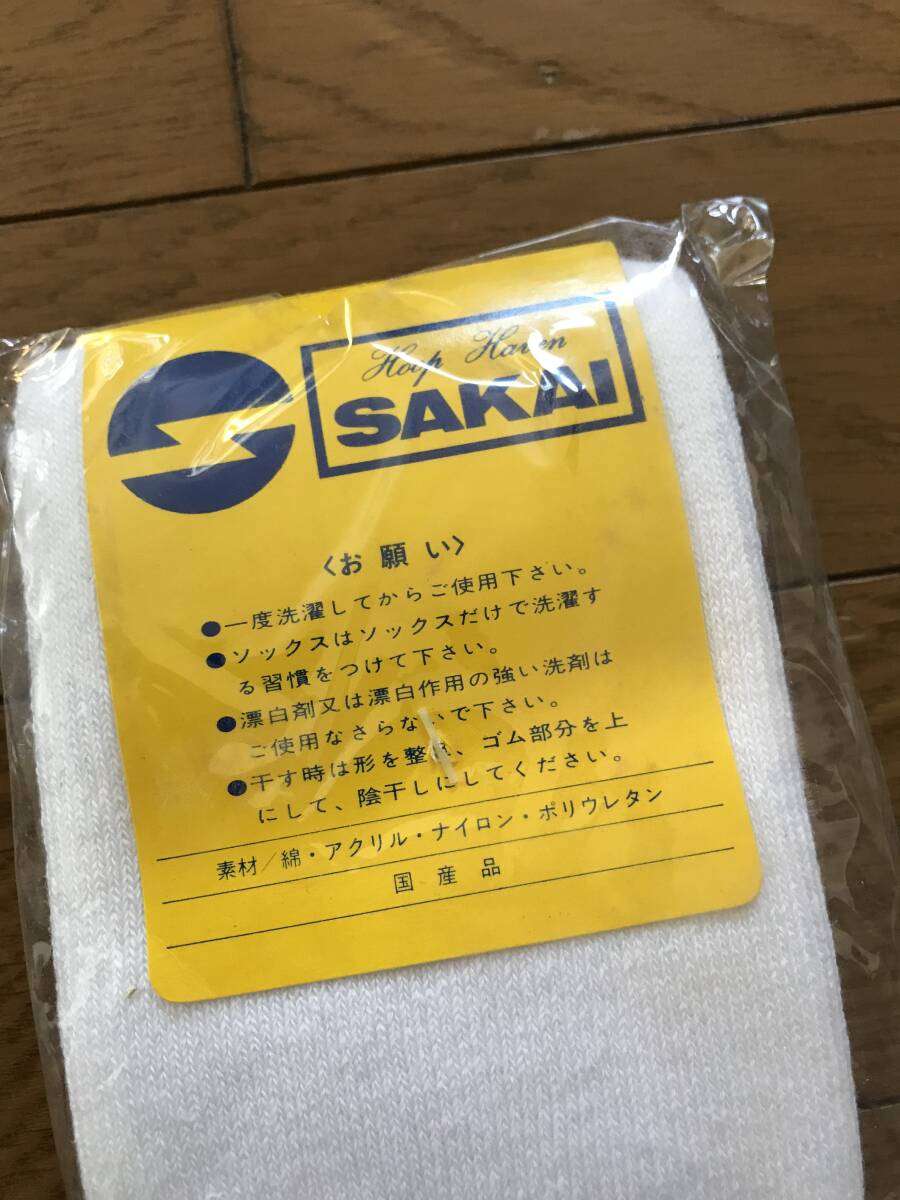 Hoop Haven
SAKAI
〈お願い〉
●一度洗濯してからご使用下さい。
●ソックスはソックスだけで洗濯す
る習慣をつけて下さい。
●漂白剤又は漂白作用の強い洗剤は
ご使用なさらないで下さい。
●干す時は形を整え、ゴム部分を上
にして、陰干しにしてください。
素材/綿・アクリル・ナイロン・ポリウレタン
国産品